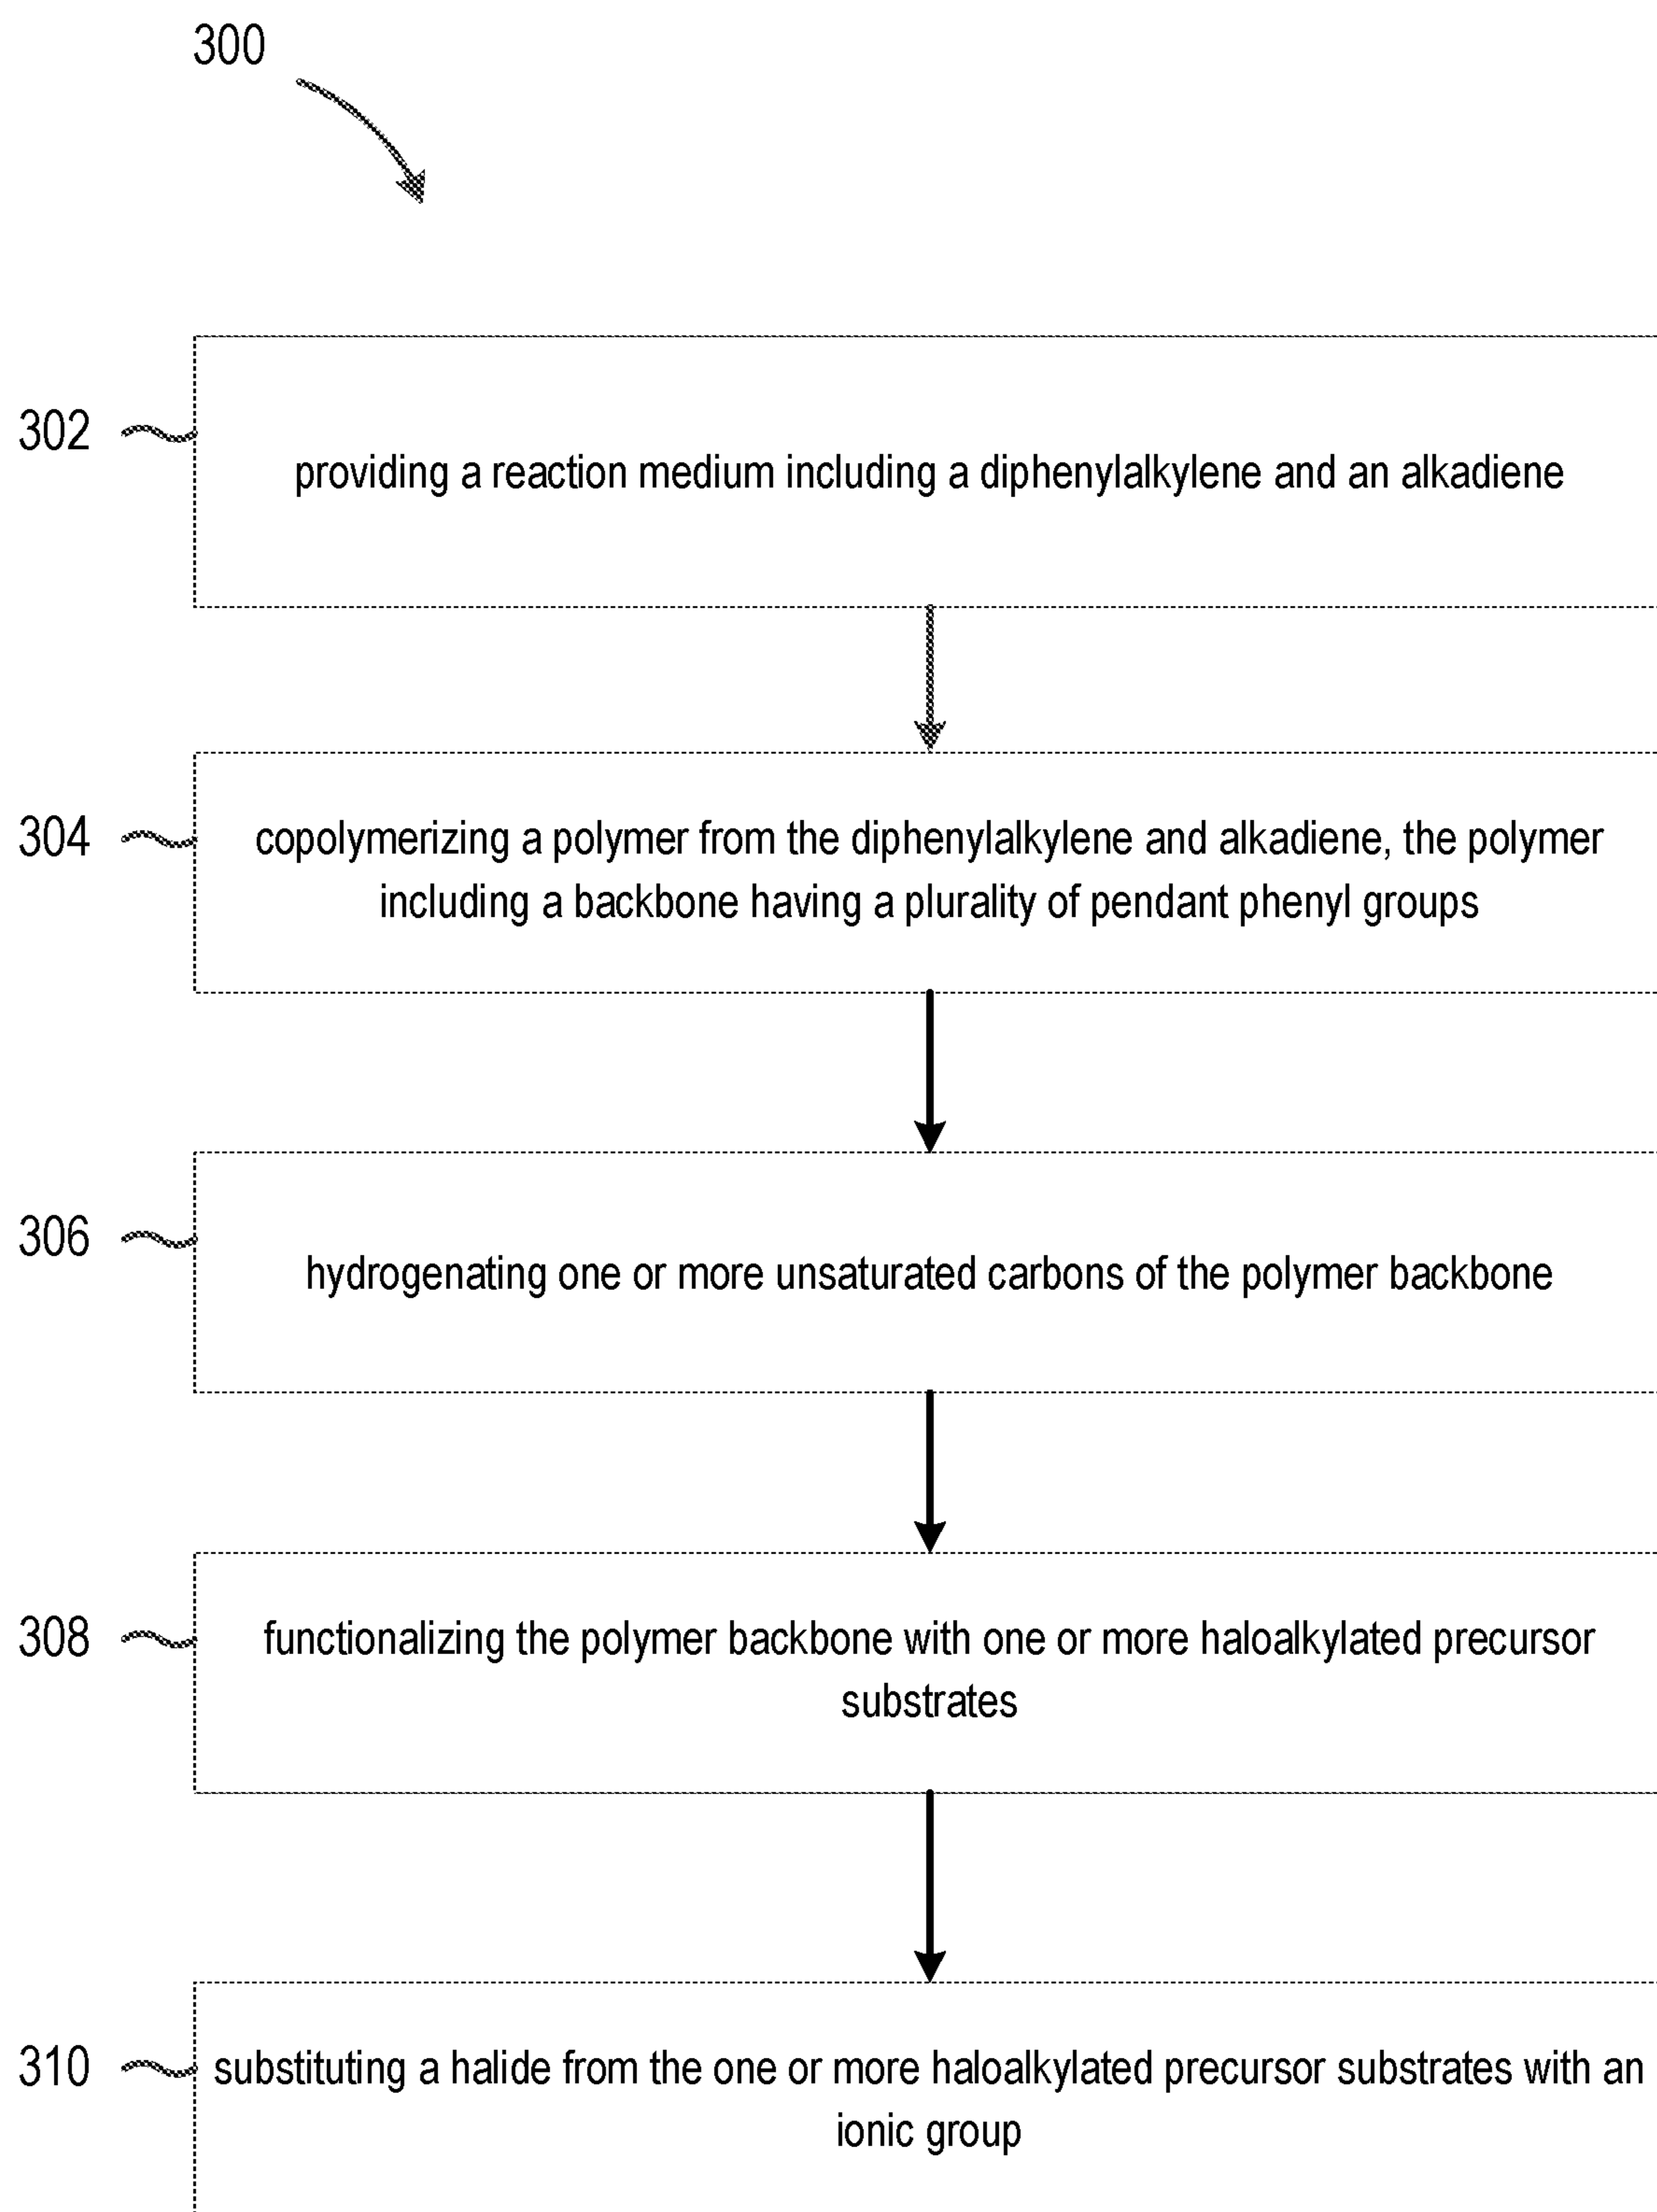 300
302
providing a reaction medium including a diphenylalkylene and an alkadiene
304
copolymerizing a polymer from the diphenylalkylene and alkadiene, the polymer
including a backbone having a plurality of pendant phenyl groups
306
hydrogenating one or more unsaturated carbons of the polymer backbone
308
functionalizing the polymer backbone with one or more haloalkylated precursor
substrates
310
substituting a halide from the one or more haloalkylated precursor substrates with an
ionic group